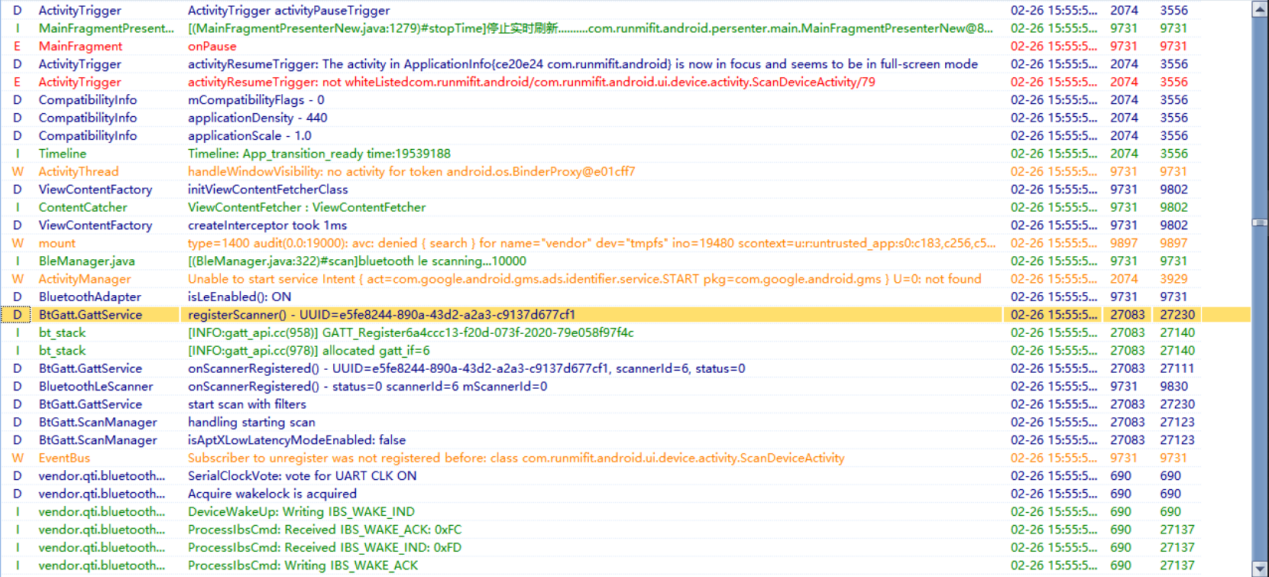 D ActivityTrigger ActivityTrigger activityPauseTrigger 02-26 15:55:5... 2074 3556
I MainFragmentPresent... [(MainFragmentPresenterNew.java:1279)#stopTime]停止实时刷新..........com.runmifit.android.persenter.main.MainFragmentPresenterNew@8... 02-26 15:55:5... 9731 9731
E MainFragment onPause 02-26 15:55:5... 9731 9731
D ActivityTrigger activityResumeTrigger: The activity in ApplicationInfo{ce20e24 com.runmifit.android} is now in focus and seems to be in full-screen mode 02-26 15:55:5... 2074 3556
E ActivityTrigger activityResumeTrigger: not whiteListedcom.runmifit.android/com.runmifit.android.ui.device.activity.ScanDeviceActivity/79 02-26 15:55:5... 2074 3556
D CompatibilityInfo mCompatibilityFlags - 0 02-26 15:55:5... 2074 3556
D CompatibilityInfo applicationDensity - 440 02-26 15:55:5... 2074 3556
D CompatibilityInfo applicationScale - 1.0 02-26 15:55:5... 2074 3556
I Timeline Timeline: App_transition_ready time:19539188 02-26 15:55:5... 2074 3556
W ActivityThread handleWindowVisibility: no activity for token android.os.BinderProxy@e01cff7 02-26 15:55:5... 9731 9731
D ViewContentFactory initViewContentFetcherClass 02-26 15:55:5... 9731 9802
I ContentCatcher ViewContentFetcher : ViewContentFetcher 02-26 15:55:5... 9731 9802
D ViewContentFactory createInterceptor took 1ms 02-26 15:55:5... 9731 9802
W mount type=1400 audit(0.0:19000): avc: denied { search } for name="vendor" dev="tmpfs" ino=19480 scontext=u:r:untrusted_app:s0:c183,c256,c5... 02-26 15:55:5... 9897 9897
I BleManager.java [(BleManager.java:322)#scan]bluetooth le scanning...10000 02-26 15:55:5... 9731 9731
W ActivityManager Unable to start service Intent { act=com.google.android.gms.ads.identifier.service.START pkg=com.google.android.gms } U=0: not found 02-26 15:55:5... 2074 3929
D BluetoothAdapter isLeEnabled(): ON 02-26 15:55:5... 9731 9731
D BtGatt.GattService registerScanner() - UUID=e5fe8244-890a-43d2-a2a3-c9137d677cf1 02-26 15:55:5... 27083 27230
I bt_stack [INFO:gatt_api.cc(958)] GATT_Register6a4ccc13-f20d-073f-2020-79e058f97f4c 02-26 15:55:5... 27083 27140
I bt_stack [INFO:gatt_api.cc(978)] allocated gatt_if=6 02-26 15:55:5... 27083 27140
D BtGatt.GattService onScannerRegistered() - UUID=e5fe8244-890a-43d2-a2a3-c9137d677cf1, scannerId=6, status=0 02-26 15:55:5... 27083 27111
D BluetoothLeScanner onScannerRegistered() - status=0 scannerId=6 mScannerId=0 02-26 15:55:5... 9731 9830
D BtGatt.GattService start scan with filters 02-26 15:55:5... 27083 27230
D BtGatt.ScanManager handling starting scan 02-26 15:55:5... 27083 27123
D BtGatt.ScanManager isAptXLowLatencyModeEnabled: false 02-26 15:55:5... 27083 27123
W EventBus Subscriber to unregister was not registered before: class com.runmifit.android.ui.device.activity.ScanDeviceActivity 02-26 15:55:5... 9731 9731
D vendor.qti.bluetooth... SerialClockVote: vote for UART CLK ON 02-26 15:55:5... 690 690
D vendor.qti.bluetooth... Acquire wakelock is acquired 02-26 15:55:5... 690 690
I vendor.qti.bluetooth... DeviceWakeUp: Writing IBS_WAKE_IND 02-26 15:55:5... 690 690
I vendor.qti.bluetooth... ProcessIbsCmd: Received IBS_WAKE_ACK: 0xFC 02-26 15:55:5... 690 27137
I vendor.qti.bluetooth... ProcessIbsCmd: Received IBS_WAKE_IND: 0xFD 02-26 15:55:5... 690 27137
I vendor.qti.bluetooth... ProcessIbsCmd: Writing IBS_WAKE_ACK 02-26 15:55:5... 690 27137